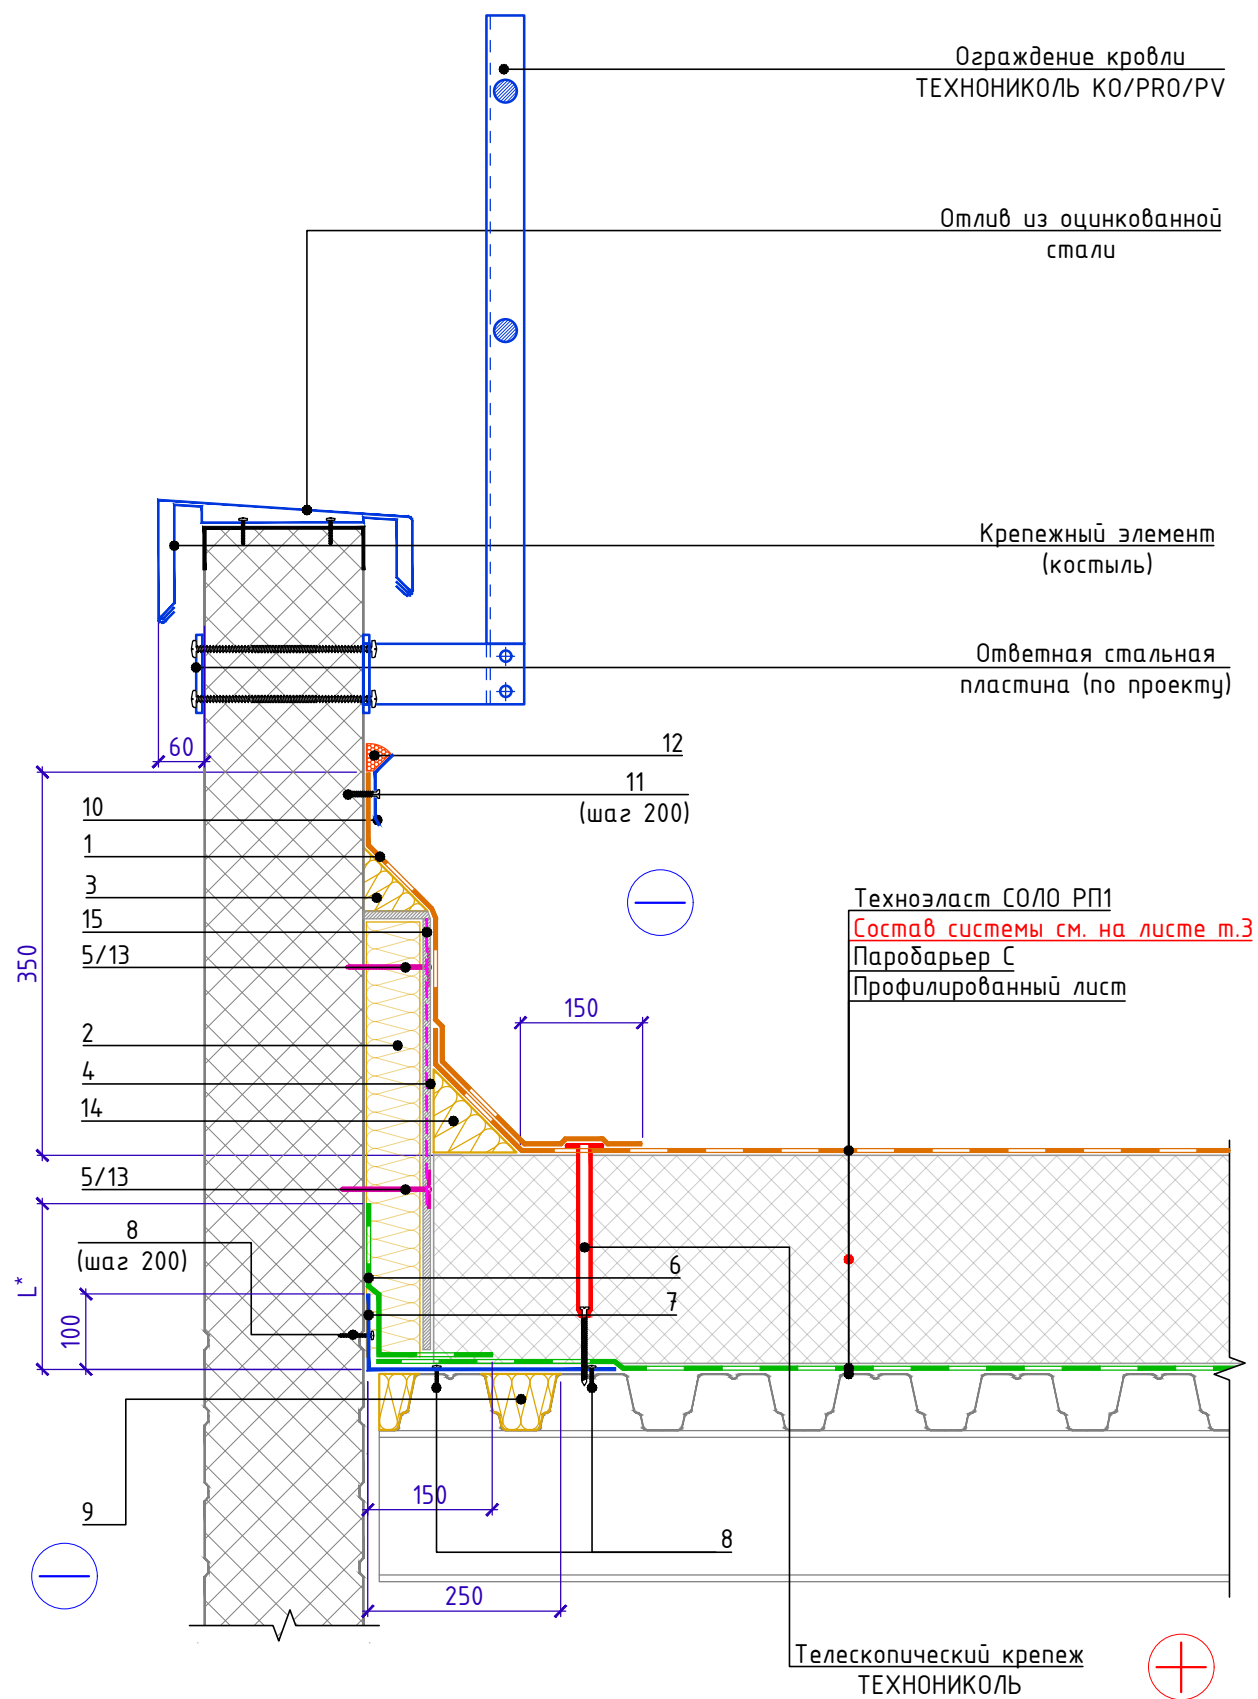 Ограждение кровли
ТЕХНОНИКОЛЬ КО/PRO/PV
Отлив из оцинкованной
стали
Крепежный элемент
(костыль)
Ответная стальная
пластина (по проекту)
60
12
11
(шаг 200)
10
1
3
15
5/13
350
2
4
14
150
Техноэласт СОЛО РП1
Состав системы см. на листе т.3
Паробарьер С
Профилированный лист
5/13
8
(шаг 200)
L*
100
6
7
9
150
8
250
Телескопический крепеж
ТЕХНОНИКОЛЬ